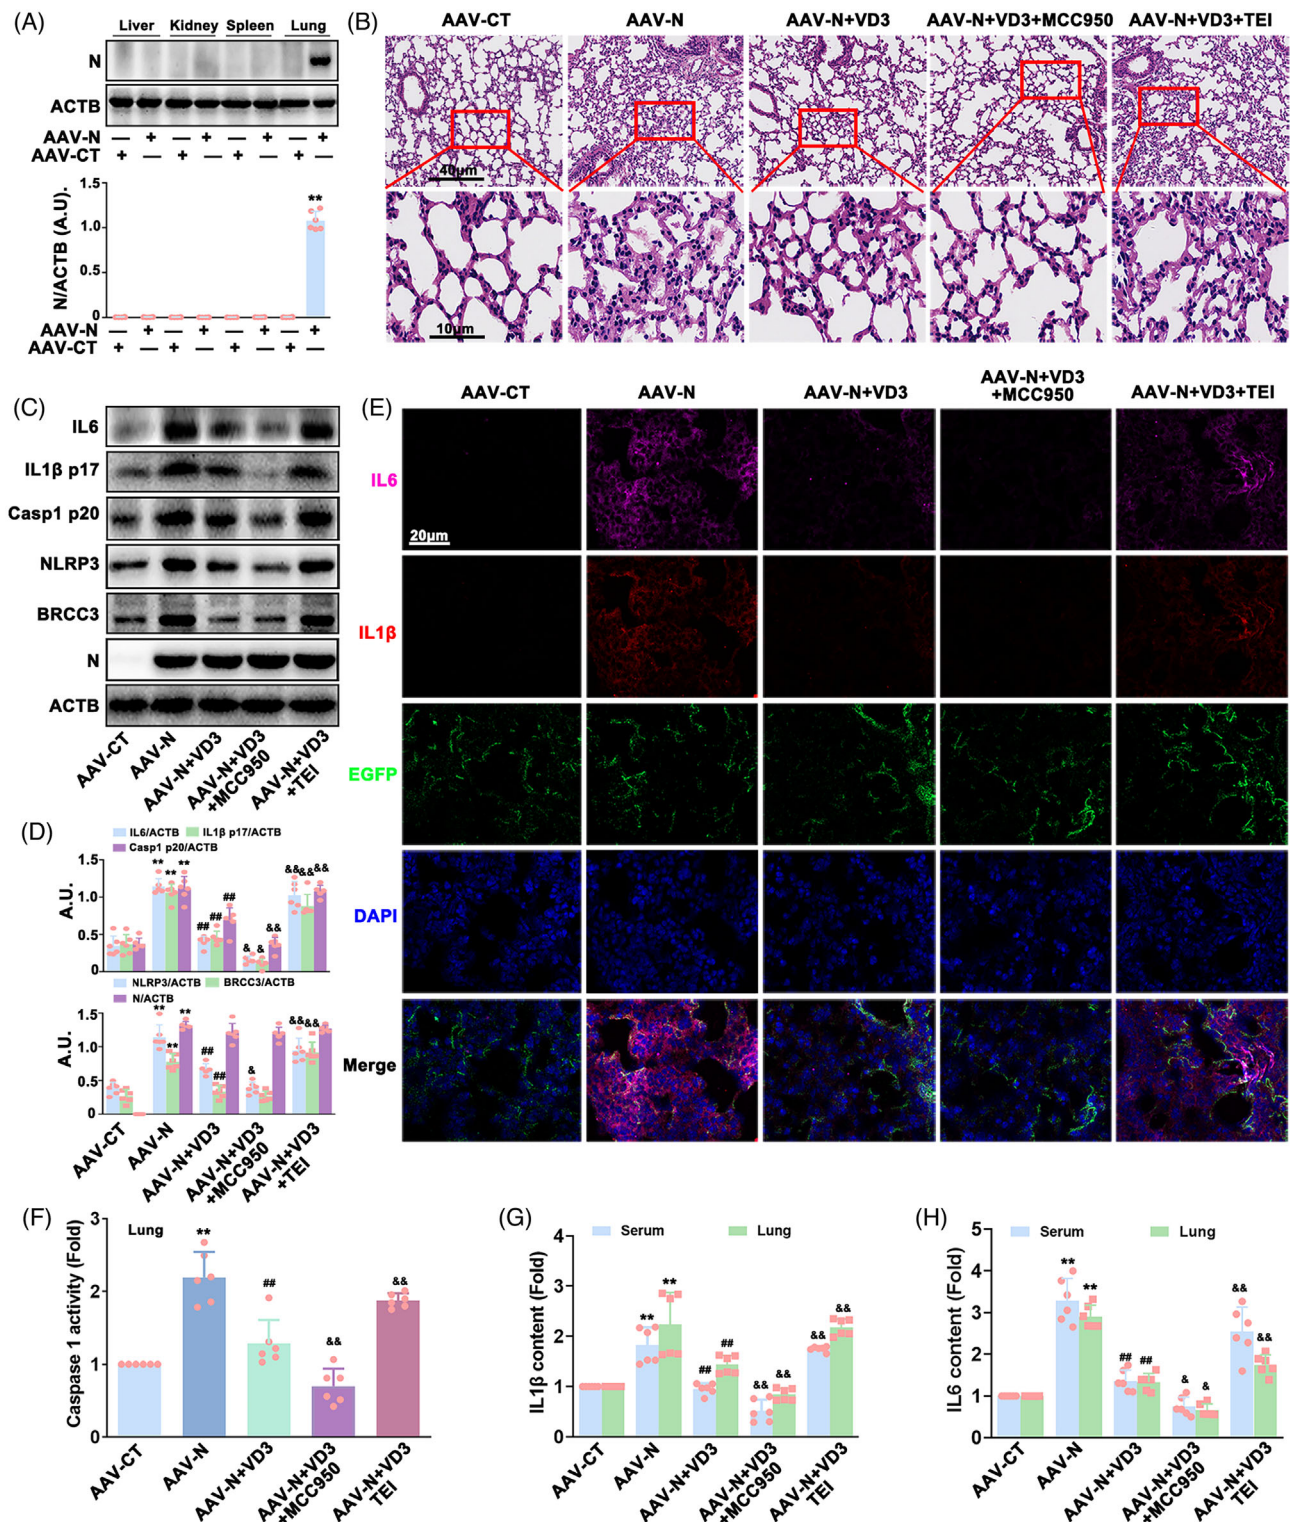 (A)
Liver Kidney Spleen Lung
N
ACTB
AAV-N — + — + — + — +
AAV-CT + — + — + — + —
N/ACTB (A.U.)
1.5
1.0
0.5
0
**
AAV-N — + — + — + — +
AAV-CT + — + — + — + —
(B)
AAV-CT AAV-N AAV-N+VD3 AAV-N+VD3+MCC950 AAV-N+VD3+TEI
40μm
10μm
(C)
IL6
IL1β p17
Casp1 p20
NLRP3
BRCC3
N
ACTB
AAV-CT
AAV-N
AAV-N+VD3
AAV-N+VD3
+MCC950
AAV-N+VD3
+TEI
(D)
IL6/ACTB IL1β p17/ACTB
Casp1 p20/ACTB
A.U.
1.5
1.0
0.5
0
** ** **
## ## ##
& & &&
&& && &&
NLRP3/ACTB BRCC3/ACTB
N/ACTB
A.U.
1.5
1.0
0.5
0
** ** **
## ##
&
&& &&
AAV-CT
AAV-N
AAV-N+VD3
AAV-N+VD3
+MCC950
AAV-N+VD3
+TEI
(E)
AAV-CT AAV-N AAV-N+VD3 AAV-N+VD3
+MCC950 AAV-N+VD3+TEI
IL6
20μm
IL1β
EGFP
DAPI
Merge
(F)
Lung
Caspase 1 activity (Fold)
3
2
1
0
**
##
&&
&&
AAV-CT
AAV-N
AAV-N+VD3
AAV-N+VD3
+MCC950
AAV-N+VD3
TEI
(G)
Serum Lung
IL1β content (Fold)
4
3
2
1
0
** **
## ##
&& &&
&& &&
AAV-CT
AAV-N
AAV-N+VD3
AAV-N+VD3
+MCC950
AAV-N+VD3
TEI
(H)
Serum Lung
IL6 content (Fold)
5
4
3
2
1
0
** **
## ##
& &
&& &&
AAV-CT
AAV-N
AAV-N+VD3
AAV-N+VD3
+MCC950
AAV-N+VD3
TEI